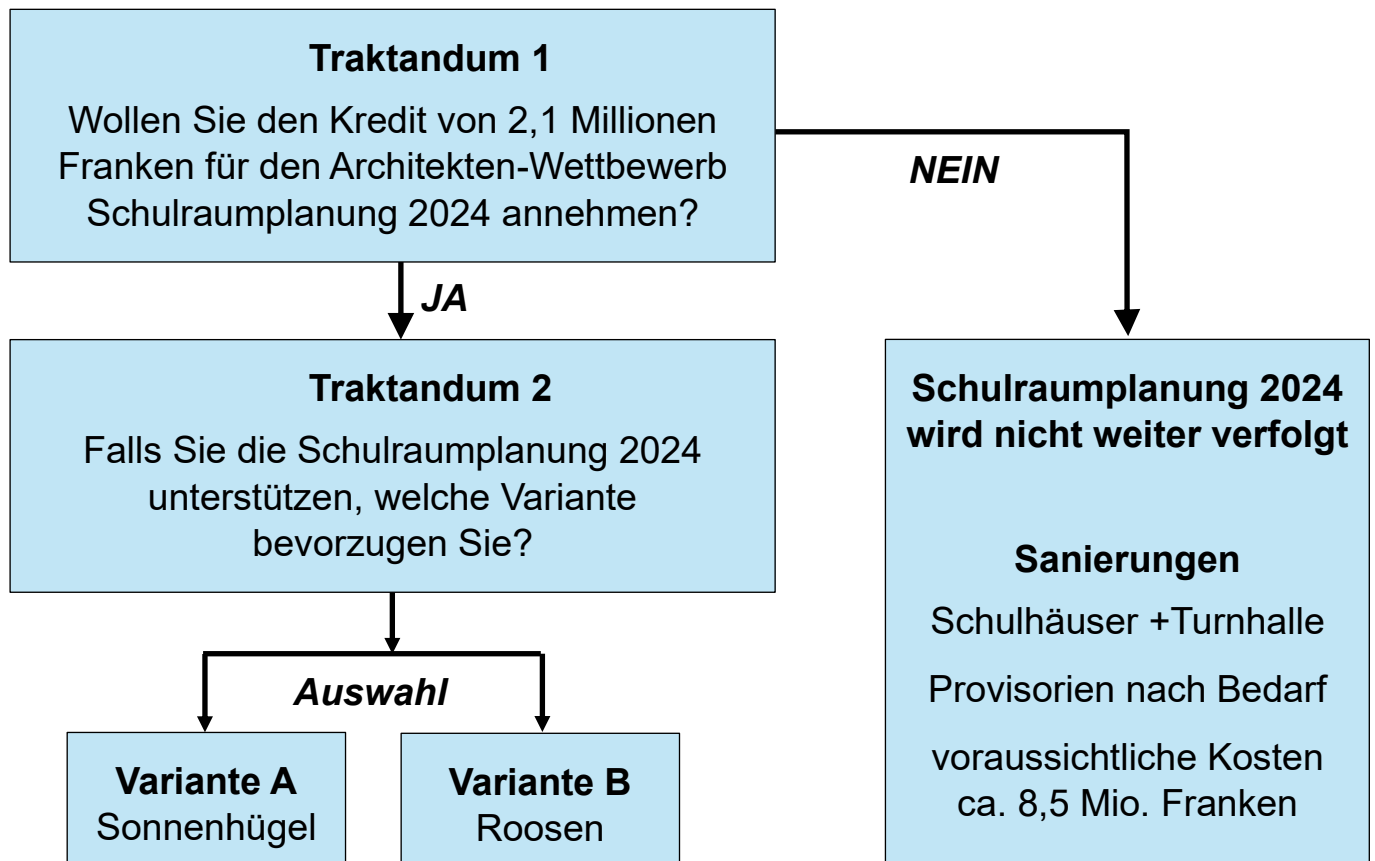 Traktandum 1
Wollen Sie den Kredit von 2,1 Millionen
Franken für den Architekten-Wettbewerb
Schulraumplanung 2024 annehmen?
NEIN
JA
Traktandum 2
Falls Sie die Schulraumplanung 2024
unterstützen, welche Variante
bevorzugen Sie?
Auswahl
Variante A
Sonnenhügel
Variante B
Roosen
Schulraumplanung 2024
wird nicht weiter verfolgt
Sanierungen
Schulhäuser +Turnhalle
Provisorien nach Bedarf
voraussichtliche Kosten
ca. 8,5 Mio. Franken